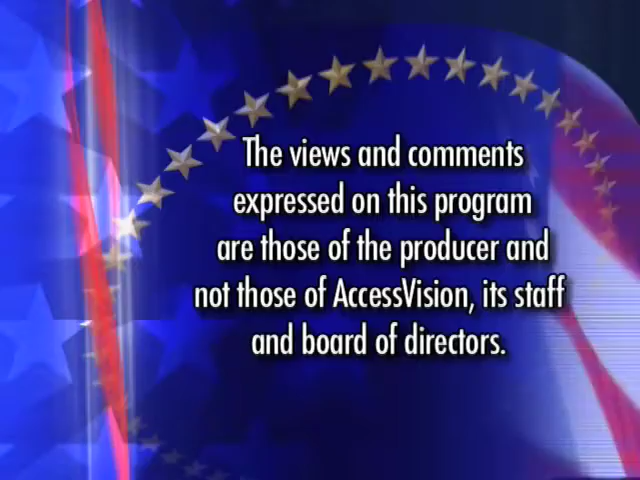 The views and comments
expressed on this program
are those of the producer and
not those of AccessVision, its staff
and board of directors.